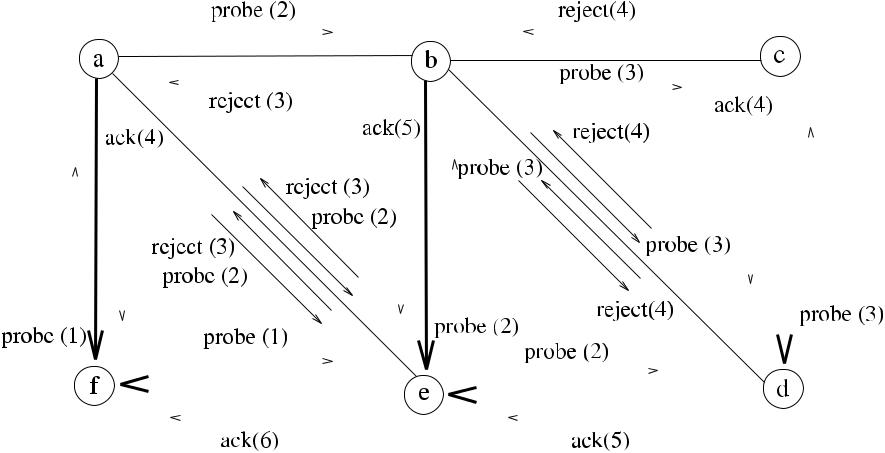 probe (2)
reject(4)
a
b
c
probe (3)
reject (3)
ack(4)
ack(5)
ack(4)
reject(4)
probe (3)
reject (3)
probe (2)
reject (3)
probe (2)
probe (3)
reject(4)
probe (3)
probe (1)
probe (1)
probe (2)
probe (2)
f
e
d
ack(6)
ack(5)